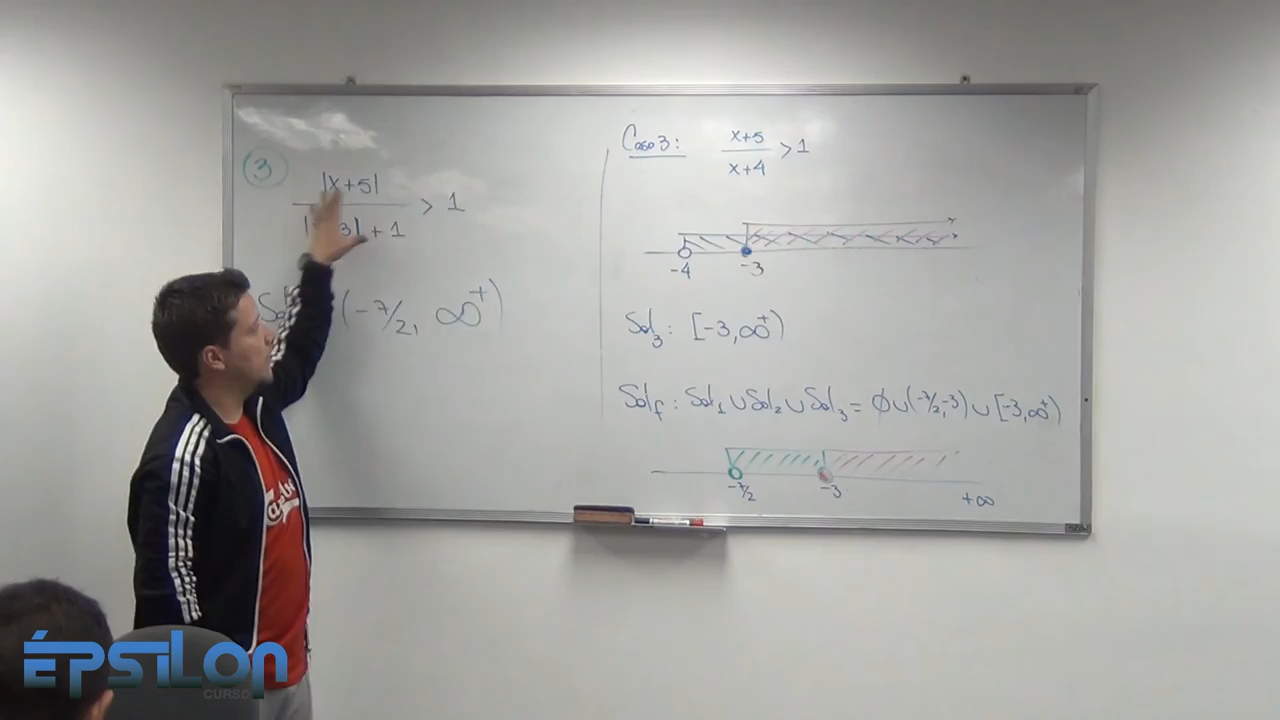 ③
|x+5|
3| + 1
> 1
(-7/2, ∞⁺)
Caso 3: x+5 / x+4 > 1
-4 -3
Sol₃: [-3, ∞⁺)
Sol_f: Sol₁ ∪ Sol₂ ∪ Sol₃ = ∅ ∪ (-7/2, -3) ∪ [-3, ∞⁺)
-7/2 -3 +∞
Carlsberg
ÉPSILON
CURSO